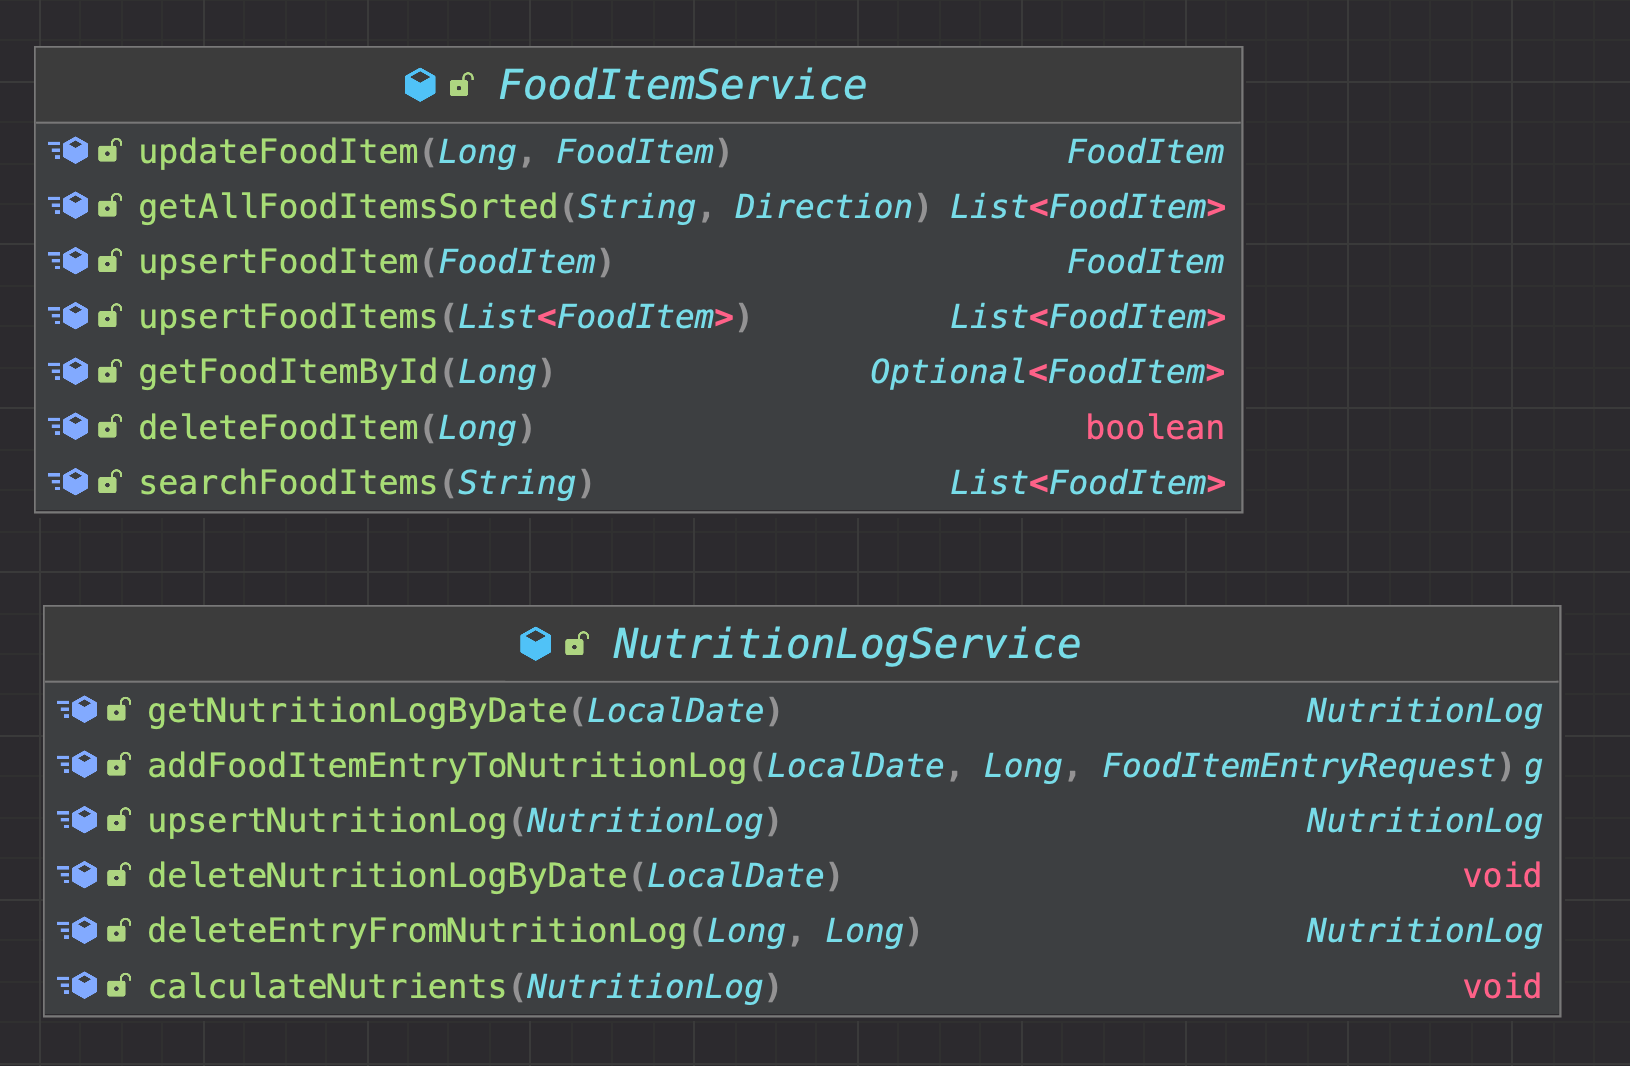 FoodItemService
updateFoodItem(Long, FoodItem) FoodItem
getAllFoodItemsSorted(String, Direction) List<FoodItem>
upsertFoodItem(FoodItem) FoodItem
upsertFoodItems(List<FoodItem>) List<FoodItem>
getFoodItemById(Long) Optional<FoodItem>
deleteFoodItem(Long) boolean
searchFoodItems(String) List<FoodItem>
NutritionLogService
getNutritionLogByDate(LocalDate) NutritionLog
addFoodItemEntryToNutritionLog(LocalDate, Long, FoodItemEntryRequest) g
upsertNutritionLog(NutritionLog) NutritionLog
deleteNutritionLogByDate(LocalDate) void
deleteEntryFromNutritionLog(Long, Long) NutritionLog
calculateNutrients(NutritionLog) void